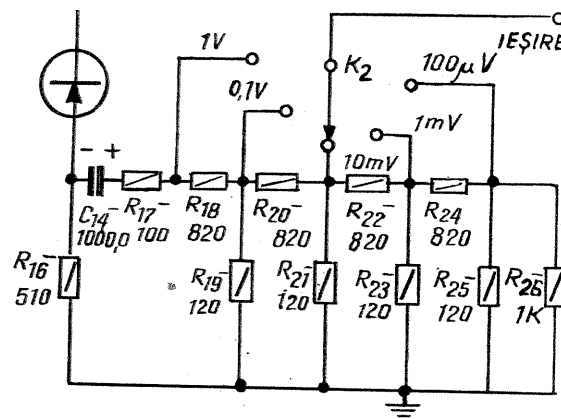 IEȘIRE
1V
K2
100μV
0,1V
1mV
- +
10mV
C14
1000,0
R17
100
R18
820
R20
820
R22
820
R24
820
R16
510
R19
120
R21
120
R23
120
R25
120
R26
1K